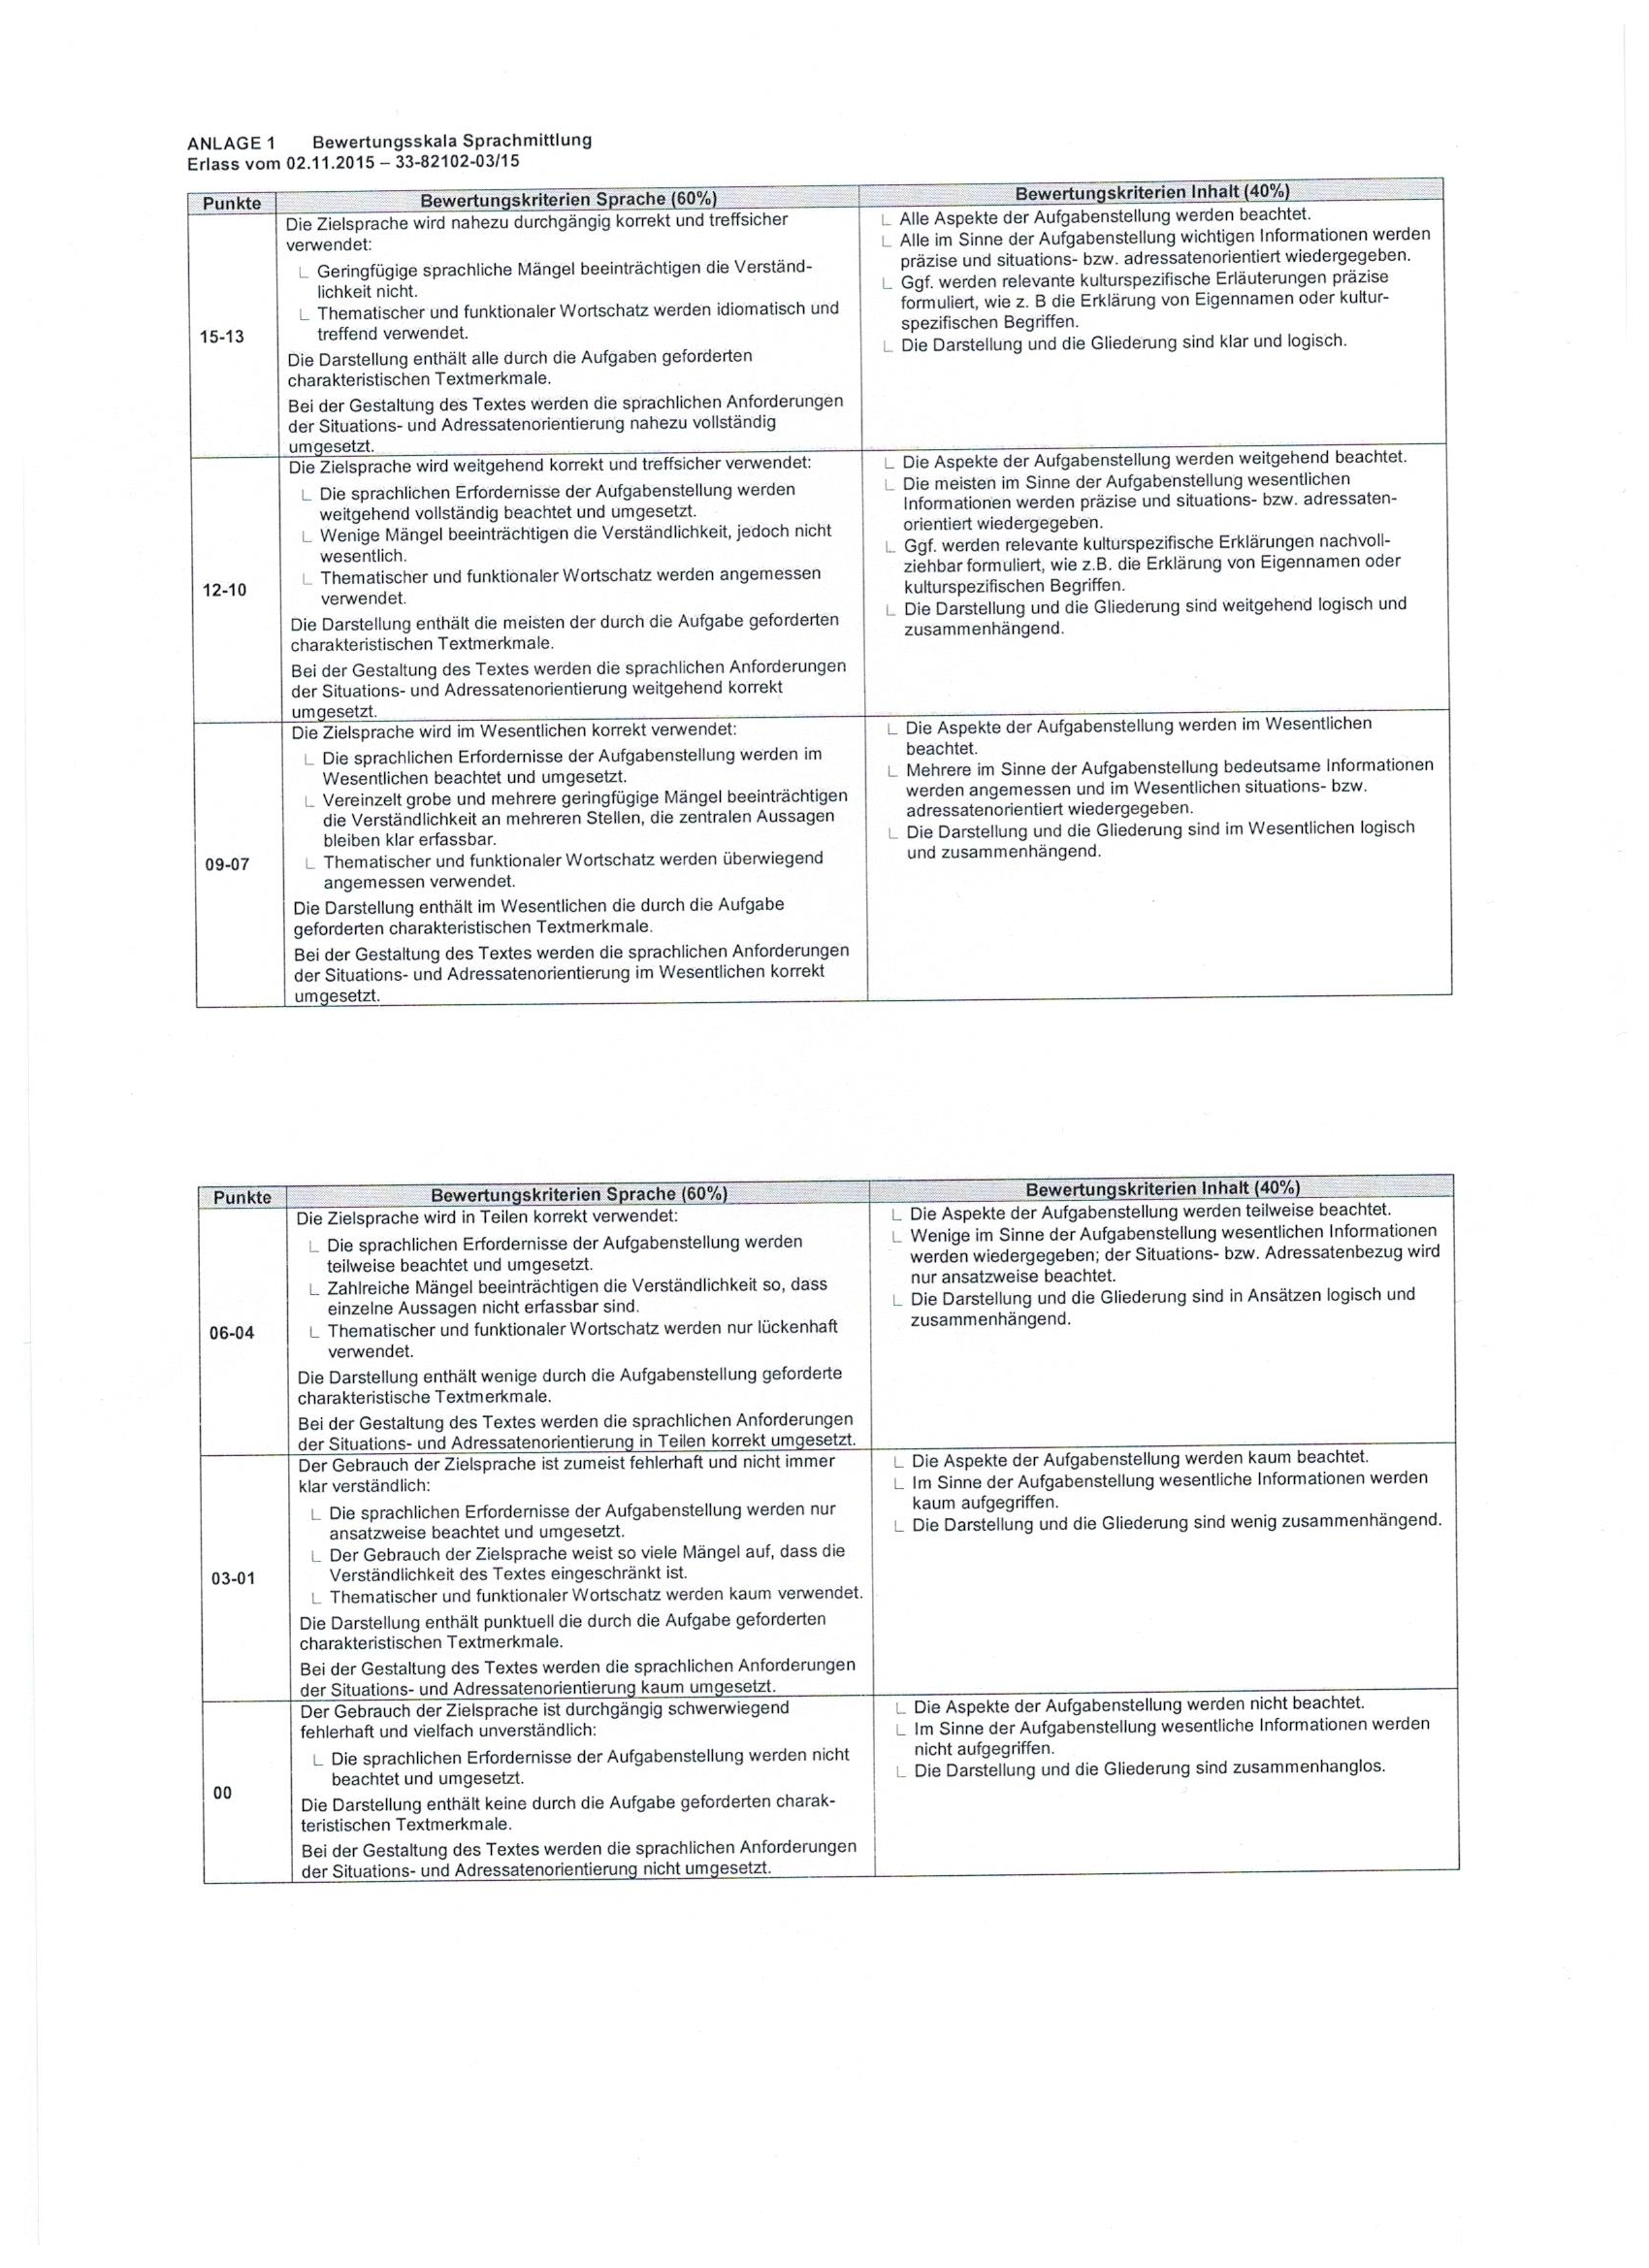 ANLAGE 1 Bewertungsskala Sprachmittlung
Erlass vom 02.11.2015 – 33-82102-03/15
Punkte Bewertungskriterien Sprache (60%) Bewertungskriterien Inhalt (40%)
15-13
Die Zielsprache wird nahezu durchgängig korrekt und treffsicher
verwendet:
L Geringfügige sprachliche Mängel beeinträchtigen die Verständ-
lichkeit nicht.
L Thematischer und funktionaler Wortschatz werden idiomatisch und
treffend verwendet.
Die Darstellung enthält alle durch die Aufgaben geforderten
charakteristischen Textmerkmale.
Bei der Gestaltung des Textes werden die sprachlichen Anforderungen
der Situations- und Adressatenorientierung nahezu vollständig
umgesetzt.
L Alle Aspekte der Aufgabenstellung werden beachtet.
L Alle im Sinne der Aufgabenstellung wichtigen Informationen werden
präzise und situations- bzw. adressatenorientiert wiedergegeben.
L Ggf. werden relevante kulturspezifische Erläuterungen präzise
formuliert, wie z. B die Erklärung von Eigennamen oder kultur-
spezifischen Begriffen.
L Die Darstellung und die Gliederung sind klar und logisch.
12-10
Die Zielsprache wird weitgehend korrekt und treffsicher verwendet:
L Die sprachlichen Erfordernisse der Aufgabenstellung werden
weitgehend vollständig beachtet und umgesetzt.
L Wenige Mängel beeinträchtigen die Verständlichkeit, jedoch nicht
wesentlich.
L Thematischer und funktionaler Wortschatz werden angemessen
verwendet.
Die Darstellung enthält die meisten der durch die Aufgabe geforderten
charakteristischen Textmerkmale.
Bei der Gestaltung des Textes werden die sprachlichen Anforderungen
der Situations- und Adressatenorientierung weitgehend korrekt
umgesetzt.
L Die Aspekte der Aufgabenstellung werden weitgehend beachtet.
L Die meisten im Sinne der Aufgabenstellung wesentlichen
Informationen werden präzise und situations- bzw. adressaten-
orientiert wiedergegeben.
L Ggf. werden relevante kulturspezifische Erklärungen nachvoll-
ziehbar formuliert, wie z.B. die Erklärung von Eigennamen oder
kulturspezifischen Begriffen.
L Die Darstellung und die Gliederung sind weitgehend logisch und
zusammenhängend.
09-07
Die Zielsprache wird im Wesentlichen korrekt verwendet:
L Die sprachlichen Erfordernisse der Aufgabenstellung werden im
Wesentlichen beachtet und umgesetzt.
L Vereinzelt grobe und mehrere geringfügige Mängel beeinträchtigen
die Verständlichkeit an mehreren Stellen, die zentralen Aussagen
bleiben klar erfassbar.
L Thematischer und funktionaler Wortschatz werden überwiegend
angemessen verwendet.
Die Darstellung enthält im Wesentlichen die durch die Aufgabe
geforderten charakteristischen Textmerkmale.
Bei der Gestaltung des Textes werden die sprachlichen Anforderungen
der Situations- und Adressatenorientierung im Wesentlichen korrekt
umgesetzt.
L Die Aspekte der Aufgabenstellung werden im Wesentlichen
beachtet.
L Mehrere im Sinne der Aufgabenstellung bedeutsame Informationen
werden angemessen und im Wesentlichen situations- bzw.
adressatenorientiert wiedergegeben.
L Die Darstellung und die Gliederung sind im Wesentlichen logisch
und zusammenhängend.
Punkte Bewertungskriterien Sprache (60%) Bewertungskriterien Inhalt (40%)
06-04
Die Zielsprache wird in Teilen korrekt verwendet:
L Die sprachlichen Erfordernisse der Aufgabenstellung werden
teilweise beachtet und umgesetzt.
L Zahlreiche Mängel beeinträchtigen die Verständlichkeit so, dass
einzelne Aussagen nicht erfassbar sind.
L Thematischer und funktionaler Wortschatz werden nur lückenhaft
verwendet.
Die Darstellung enthält wenige durch die Aufgabenstellung geforderte
charakteristische Textmerkmale.
Bei der Gestaltung des Textes werden die sprachlichen Anforderungen
der Situations- und Adressatenorientierung in Teilen korrekt umgesetzt.
L Die Aspekte der Aufgabenstellung werden teilweise beachtet.
L Wenige im Sinne der Aufgabenstellung wesentlichen Informationen
werden wiedergegeben; der Situations- bzw. Adressatenbezug wird
nur ansatzweise beachtet.
L Die Darstellung und die Gliederung sind in Ansätzen logisch und
zusammenhängend.
03-01
Der Gebrauch der Zielsprache ist zumeist fehlerhaft und nicht immer
klar verständlich:
L Die sprachlichen Erfordernisse der Aufgabenstellung werden nur
ansatzweise beachtet und umgesetzt.
L Der Gebrauch der Zielsprache weist so viele Mängel auf, dass die
Verständlichkeit des Textes eingeschränkt ist.
L Thematischer und funktionaler Wortschatz werden kaum verwendet.
Die Darstellung enthält punktuell die durch die Aufgabe geforderten
charakteristischen Textmerkmale.
Bei der Gestaltung des Textes werden die sprachlichen Anforderungen
der Situations- und Adressatenorientierung kaum umgesetzt.
L Die Aspekte der Aufgabenstellung werden kaum beachtet.
L Im Sinne der Aufgabenstellung wesentliche Informationen werden
kaum aufgegriffen.
L Die Darstellung und die Gliederung sind wenig zusammenhängend.
00
Der Gebrauch der Zielsprache ist durchgängig schwerwiegend
fehlerhaft und vielfach unverständlich:
L Die sprachlichen Erfordernisse der Aufgabenstellung werden nicht
beachtet und umgesetzt.
Die Darstellung enthält keine durch die Aufgabe geforderten charak-
teristischen Textmerkmale.
Bei der Gestaltung des Textes werden die sprachlichen Anforderungen
der Situations- und Adressatenorientierung nicht umgesetzt.
L Die Aspekte der Aufgabenstellung werden nicht beachtet.
L Im Sinne der Aufgabenstellung wesentliche Informationen werden
nicht aufgegriffen.
L Die Darstellung und die Gliederung sind zusammenhanglos.